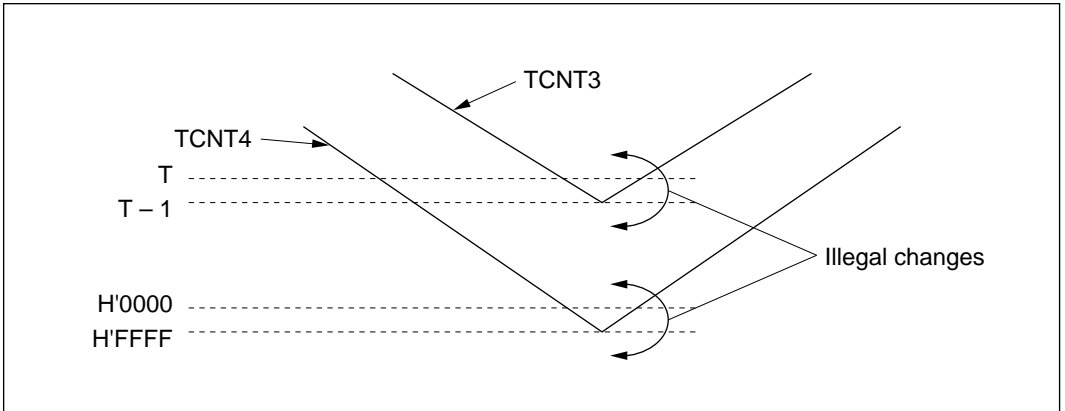 TCNT3
TCNT4
T
T – 1
Illegal changes
H'0000
H'FFFF